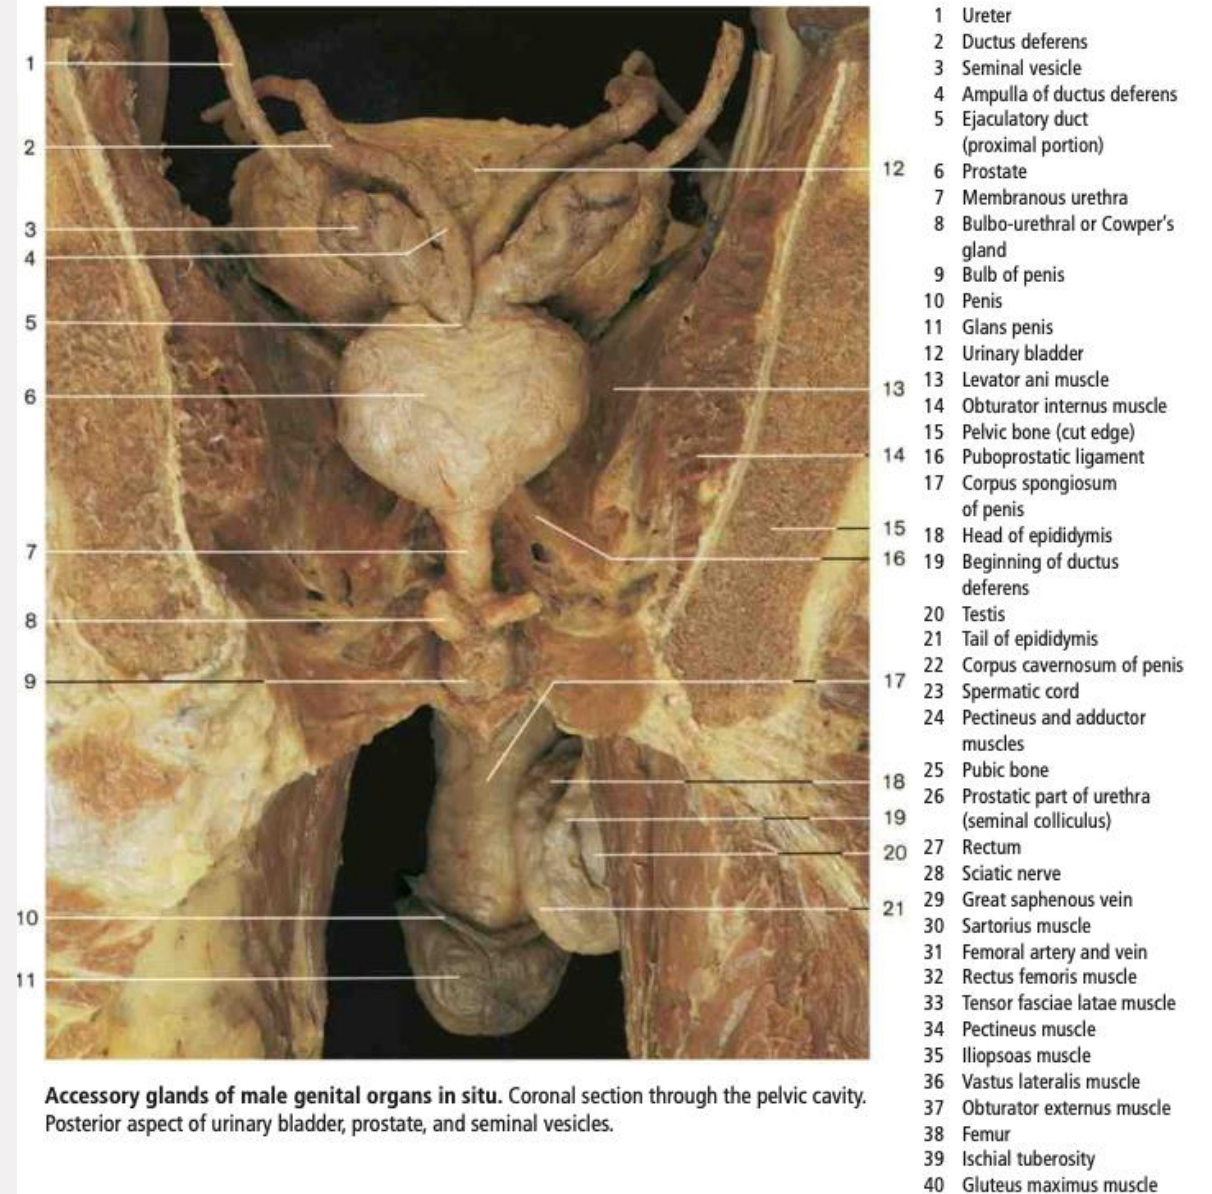 1
2
3
4
5
6
7
8
9
10
11
12
13
14
15
16
17
18
19
20
21
Accessory glands of male genital organs in situ. Coronal section through the pelvic cavity.
Posterior aspect of urinary bladder, prostate, and seminal vesicles.
1 Ureter
2 Ductus deferens
3 Seminal vesicle
4 Ampulla of ductus deferens
5 Ejaculatory duct
(proximal portion)
6 Prostate
7 Membranous urethra
8 Bulbo-urethral or Cowper's
gland
9 Bulb of penis
10 Penis
11 Glans penis
12 Urinary bladder
13 Levator ani muscle
14 Obturator internus muscle
15 Pelvic bone (cut edge)
16 Puboprostatic ligament
17 Corpus spongiosum
of penis
18 Head of epididymis
19 Beginning of ductus
deferens
20 Testis
21 Tail of epididymis
22 Corpus cavernosum of penis
23 Spermatic cord
24 Pectineus and adductor
muscles
25 Pubic bone
26 Prostatic part of urethra
(seminal colliculus)
27 Rectum
28 Sciatic nerve
29 Great saphenous vein
30 Sartorius muscle
31 Femoral artery and vein
32 Rectus femoris muscle
33 Tensor fasciae latae muscle
34 Pectineus muscle
35 Iliopsoas muscle
36 Vastus lateralis muscle
37 Obturator externus muscle
38 Femur
39 Ischial tuberosity
40 Gluteus maximus muscle